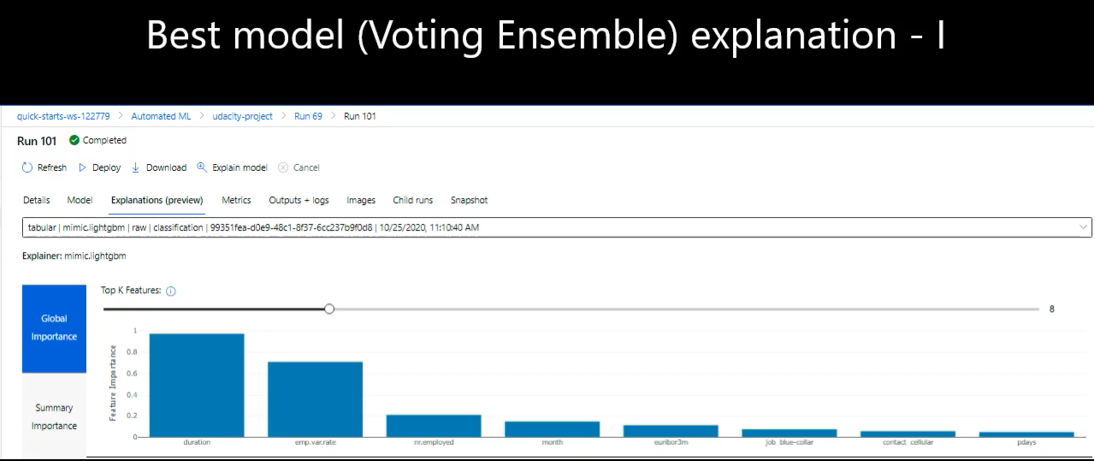 Best model (Voting Ensemble) explanation - I
quick-starts-ws-122779 > Automated ML > udacity-project > Run 69 > Run 101
Run 101 Completed
Refresh Deploy Download Explain model Cancel
Details Model Explanations (preview) Metrics Outputs + logs Images Child runs Snapshot
tabular | mimic.lightgbm | raw | classification | 99351fea-d0e9-48c1-8f37-6cc237b9f0d8 | 10/25/2020, 11:10:40 AM
Explainer: mimic.lightgbm
Global
Importance
Summary
Importance
Top K Features:
8
Feature Importance
1
0.8
0.6
0.4
0.2
0
duration emp.var.rate nr.employed month euribor3m job_blue-collar contact_cellular pdays